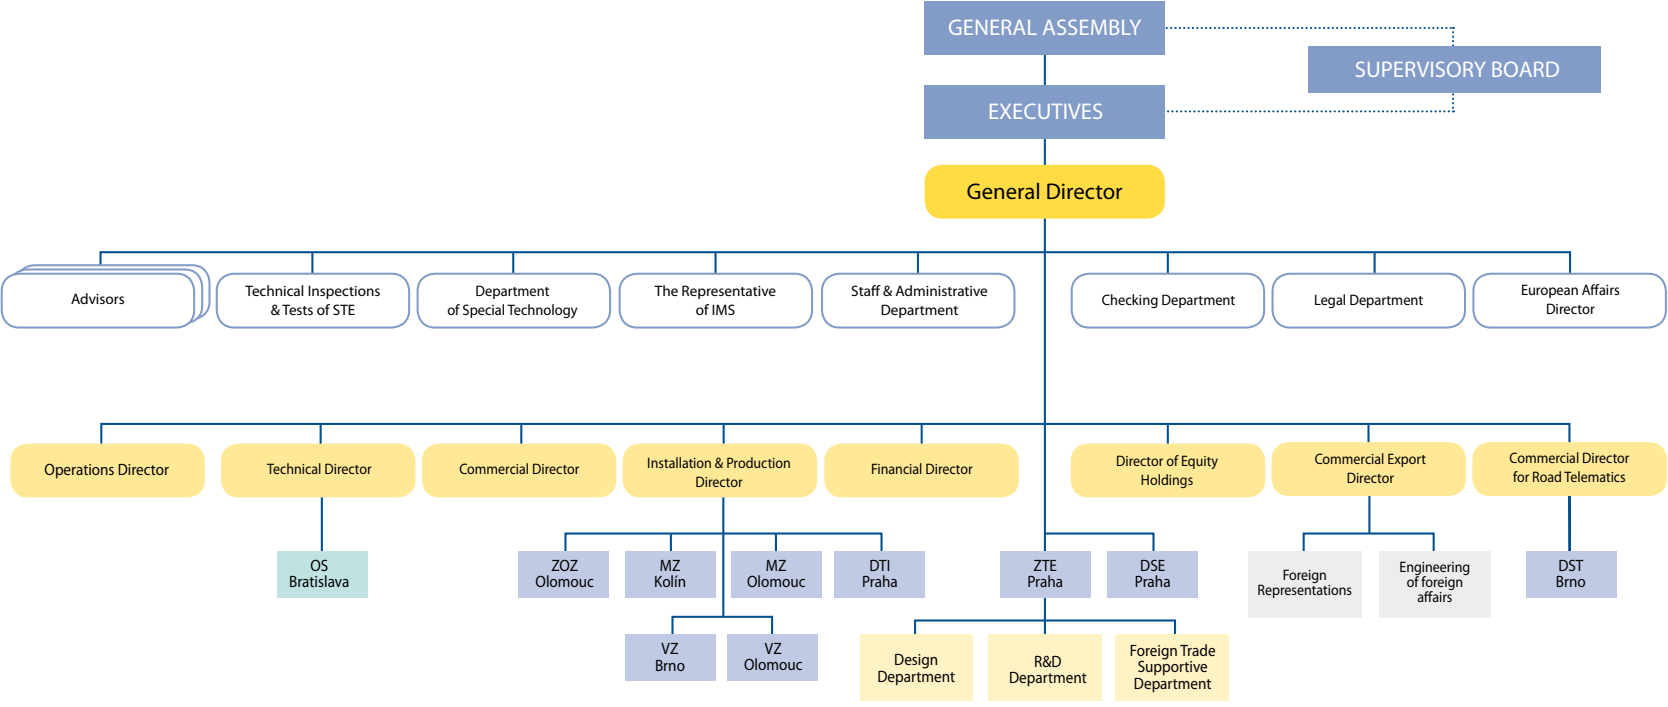 GENERAL ASSEMBLY
SUPERVISORY BOARD
EXECUTIVES
General Director
Advisors
Technical Inspections
& Tests of STE
Department
of Special Technology
The Representative
of IMS
Staff & Administrative
Department
Checking Department
Legal Department
European Affairs
Director
Operations Director
Technical Director
Commercial Director
Installation & Production
Director
Financial Director
Director of Equity
Holdings
Commercial Export
Director
Commercial Director
for Road Telematics
OS
Bratislava
ZOZ
Olomouc
MZ
Kolín
MZ
Olomouc
DTI
Praha
ZTE
Praha
DSE
Praha
Foreign
Representations
Engineering
of foreign
affairs
DST
Brno
VZ
Brno
VZ
Olomouc
Design
Department
R&D
Department
Foreign Trade
Supportive
Department